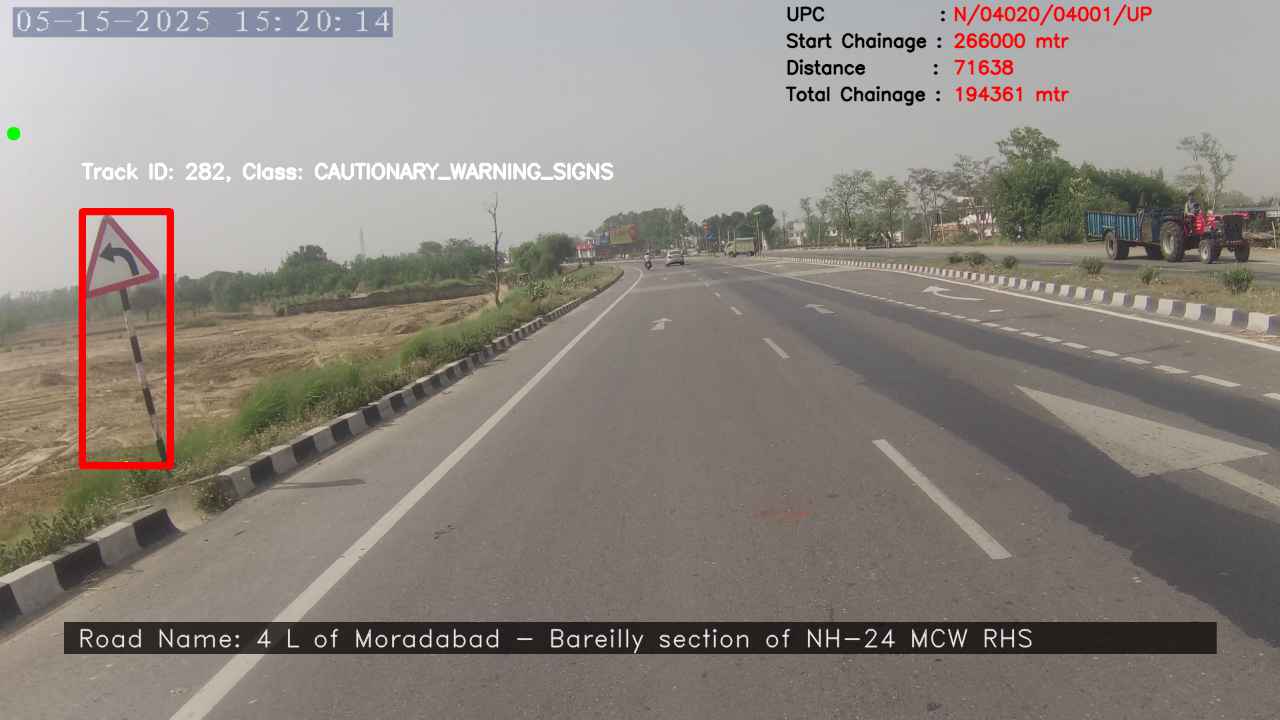 05-15-2025 15:20:14
UPC : N/04020/04001/UP
Start Chainage : 266000 mtr
Distance : 71638
Total Chainage : 194361 mtr
Track ID: 282, Class: CAUTIONARY_WARNING_SIGNS
Road Name: 4 L of Moradabad - Bareilly section of NH-24 MCW RHS